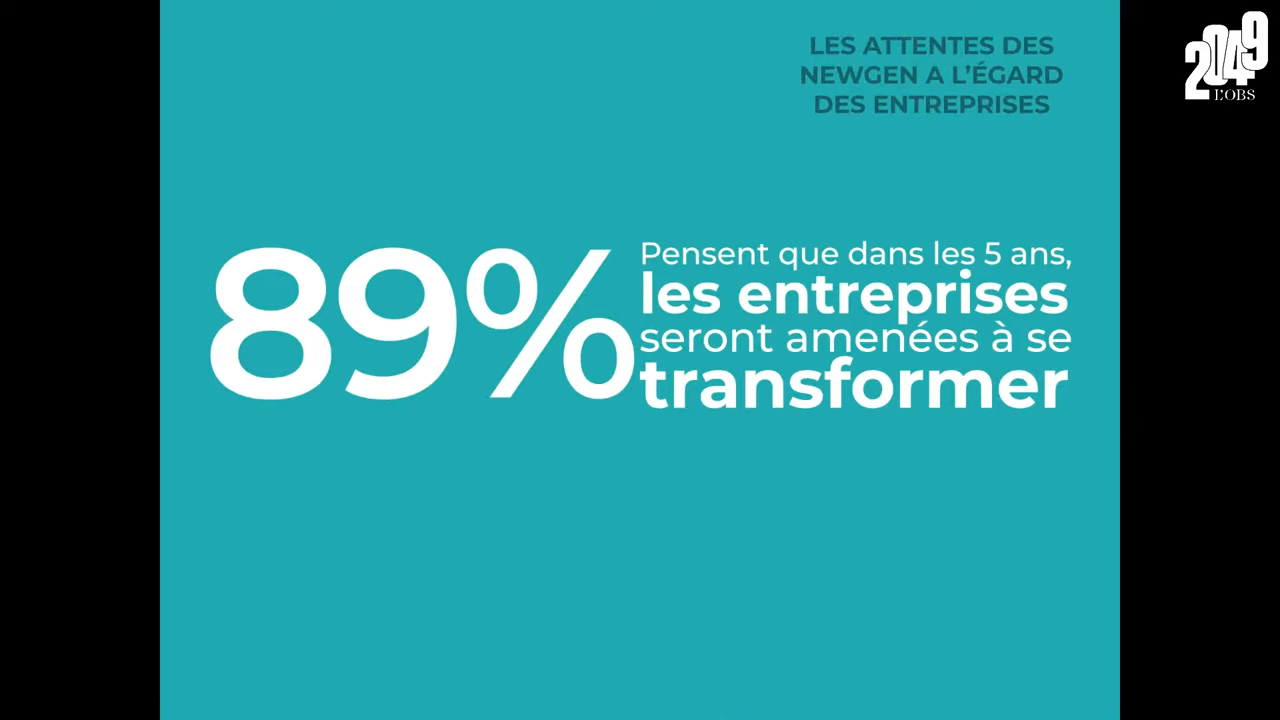 LES ATTENTES DES
NEWGEN A L'ÉGARD
DES ENTREPRISES
2049
L'OBS
89%
Pensent que dans les 5 ans,
les entreprises
seront amenées à se
transformer